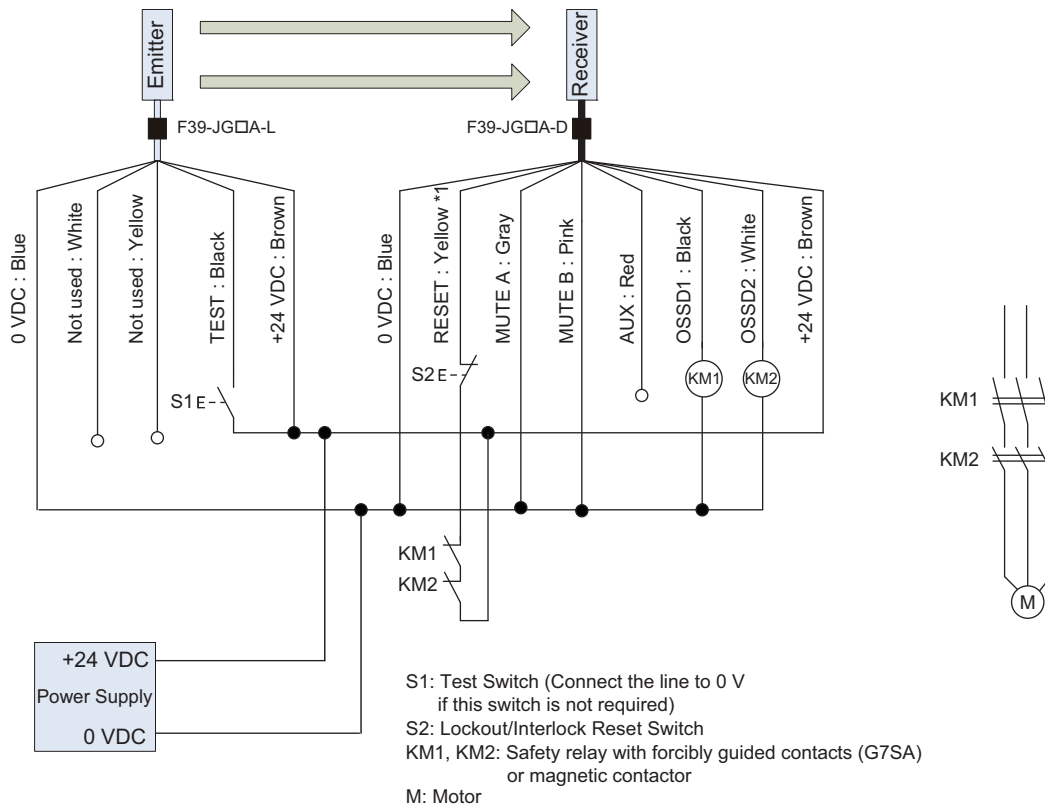 Emitter
Receiver
F39-JG□A-L
F39-JG□A-D
0 VDC : Blue
Not used : White
Not used : Yellow
TEST : Black
+24 VDC : Brown
0 VDC : Blue
RESET : Yellow *1
MUTE A : Gray
MUTE B : Pink
AUX : Red
OSSD1 : Black
OSSD2 : White
+24 VDC : Brown
S1 E
S2 E
KM1
KM2
KM1
KM2
KM1
KM2
M
+24 VDC
Power Supply
0 VDC
S1: Test Switch (Connect the line to 0 V
if this switch is not required)
S2: Lockout/Interlock Reset Switch
KM1, KM2: Safety relay with forcibly guided contacts (G7SA)
or magnetic contactor
M: Motor